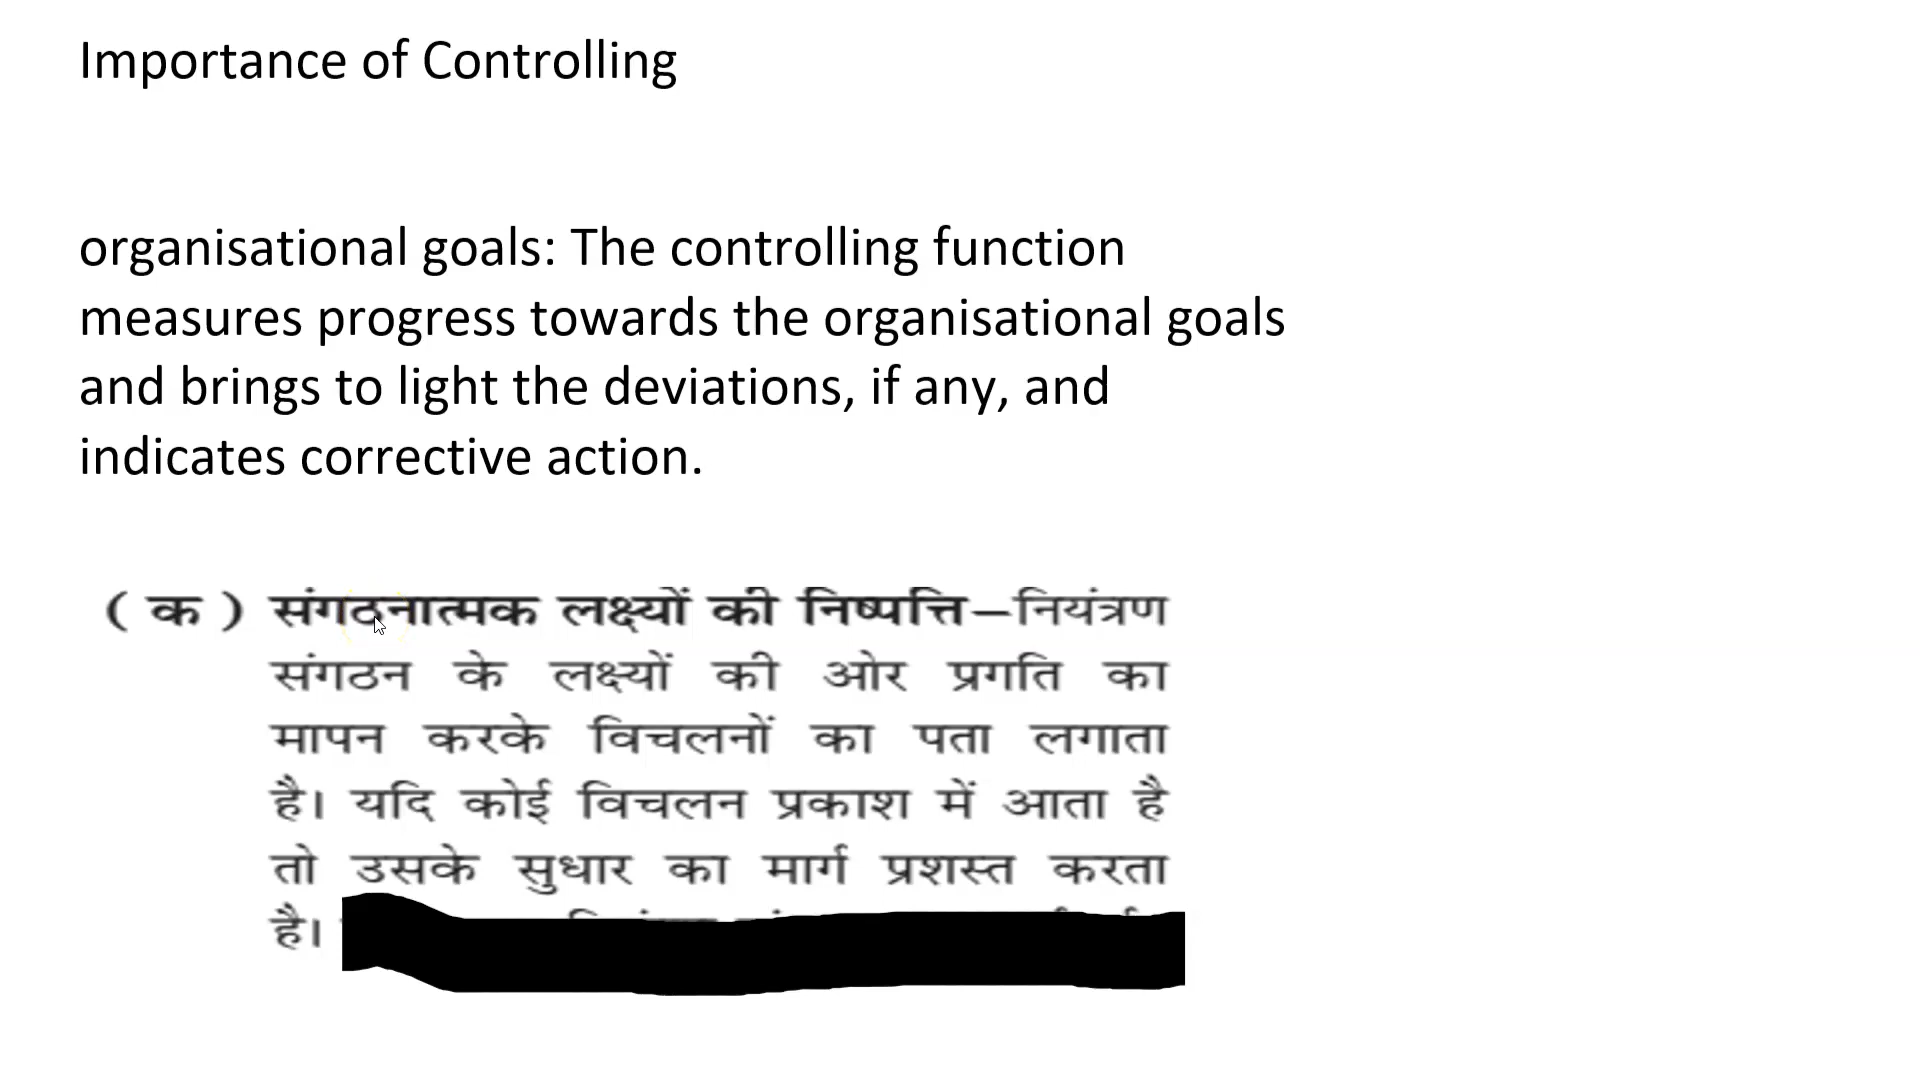 Importance of Controlling
organisational goals: The controlling function
measures progress towards the organisational goals
and brings to light the deviations, if any, and
indicates corrective action.
( क ) संगठनात्मक लक्ष्यों की निष्पत्ति–नियंत्रण
संगठन के लक्ष्यों की ओर प्रगति का
मापन करके विचलनों का पता लगाता
है। यदि कोई विचलन प्रकाश में आता है
तो उसके सुधार का मार्ग प्रशस्त करता
है।